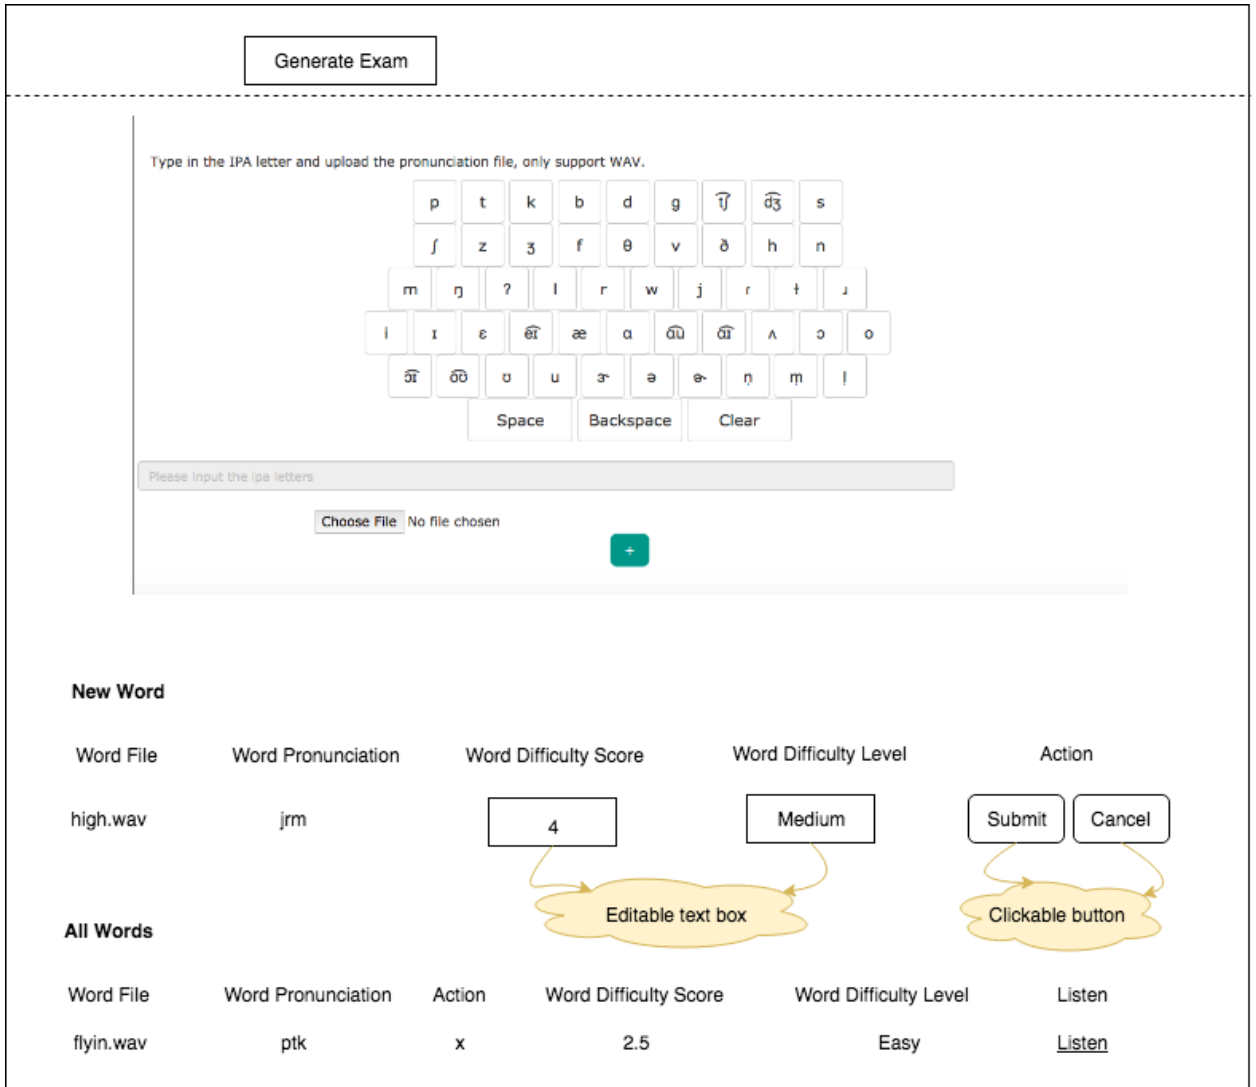 Generate Exam
Type in the IPA letter and upload the pronunciation file, only support WAV.
p t k b d g t͡ʃ d͡ʒ s
ʃ z ʒ f θ v ð h n
m ŋ ʔ l r w j ɾ ɫ ɹ
i ɪ ɛ e͡ɪ æ ɑ a͡ʊ a͡ɪ ʌ ɔ o
ɔ͡ɪ o͡ʊ ʊ u ɝ ə ɚ n̩ m̩ l̩
Space Backspace Clear
Please input the ipa letters
Choose File No file chosen
+
New Word
Word File Word Pronunciation Word Difficulty Score Word Difficulty Level Action
high.wav jrm 4 Medium Submit Cancel
Editable text box Clickable button
All Words
Word File Word Pronunciation Action Word Difficulty Score Word Difficulty Level Listen
flyin.wav ptk x 2.5 Easy Listen